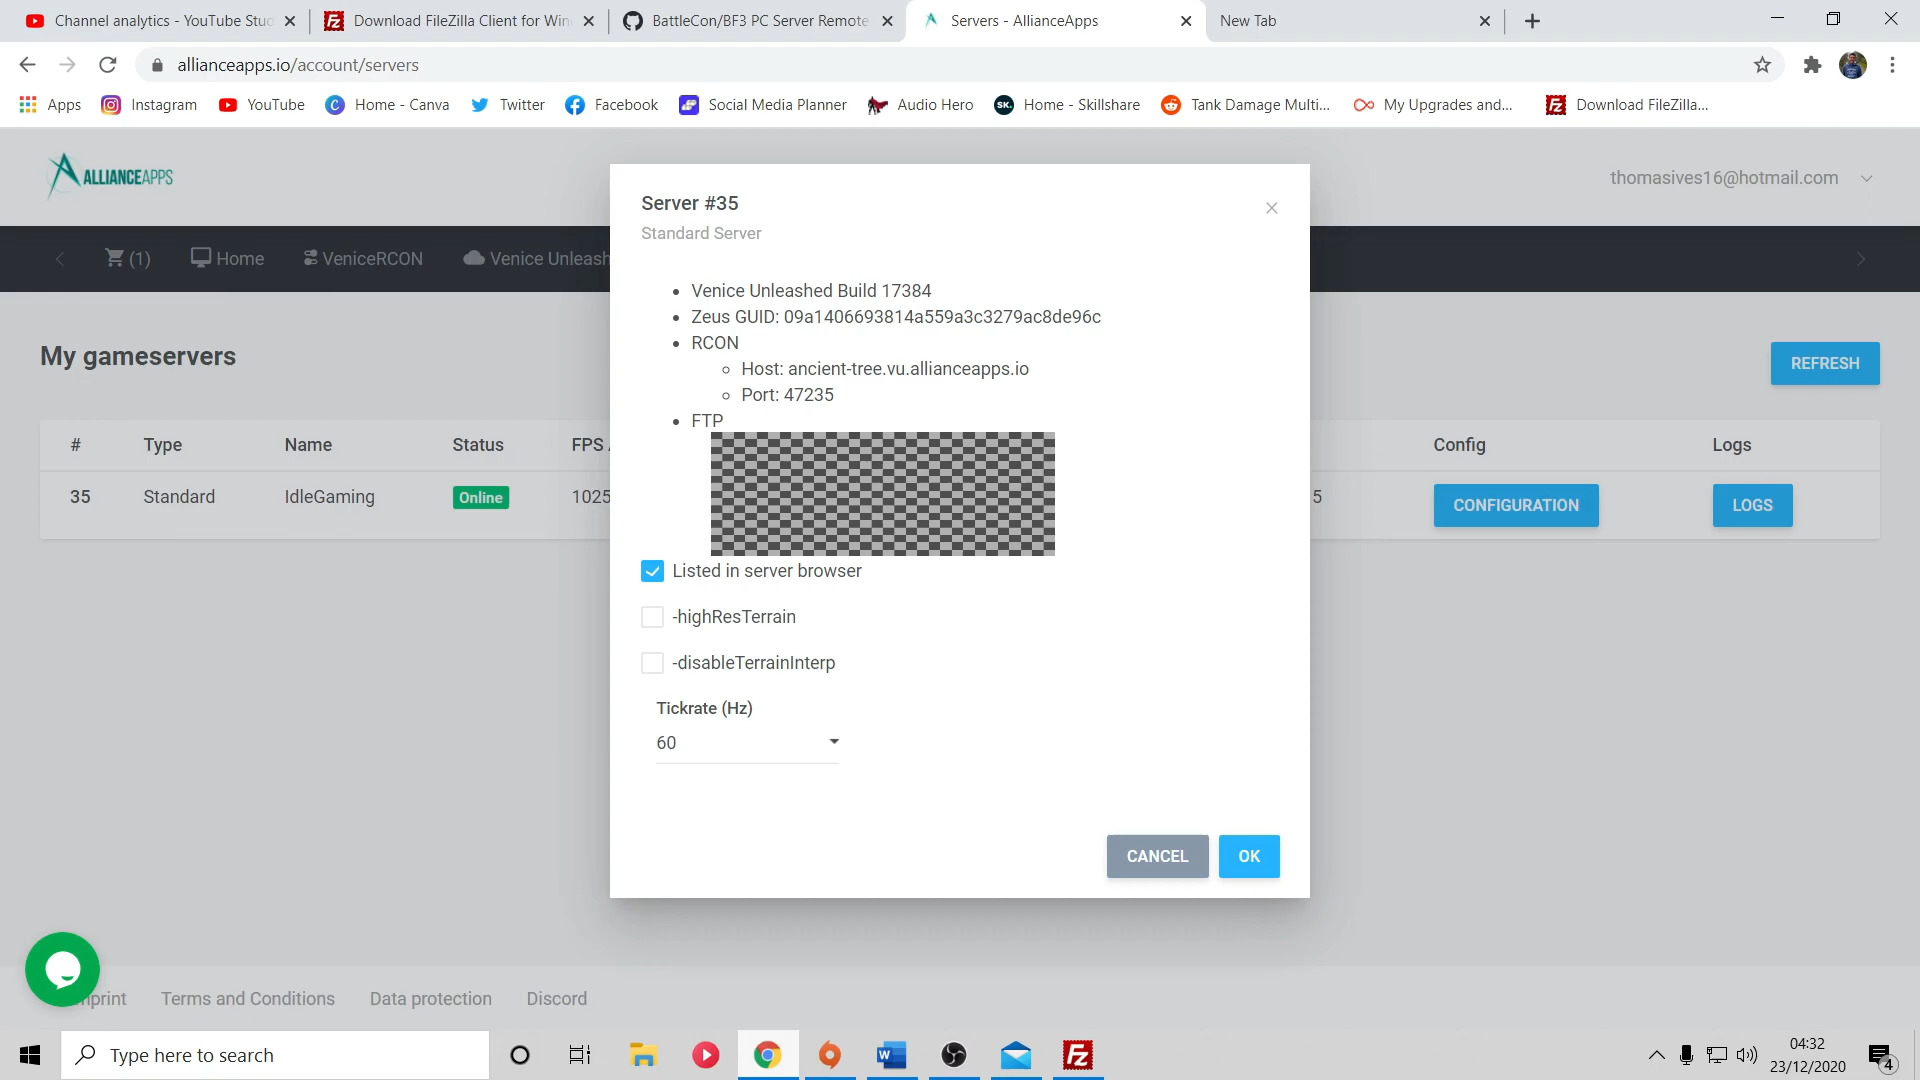 Channel analytics - YouTube Stud
Download FileZilla Client for Win
BattleCon/BF3 PC Server Remote
Servers - AllianceApps
New Tab
allianceapps.io/account/servers
Apps
Instagram
YouTube
Home - Canva
Twitter
Facebook
Social Media Planner
Audio Hero
SK.
Home - Skillshare
Tank Damage Multi...
My Upgrades and...
Download FileZilla...
ALLIANCEAPPS
thomasives16@hotmail.com
(1)
Home
VeniceRCON
Venice Unleash
My gameservers
REFRESH
# Type Name Status FPS Config Logs
35 Standard IdleGaming Online 1025 5 CONFIGURATION LOGS
Server #35
Standard Server
Venice Unleashed Build 17384
Zeus GUID: 09a1406693814a559a3c3279ac8de96c
RCON
Host: ancient-tree.vu.allianceapps.io
Port: 47235
FTP
Listed in server browser
-highResTerrain
-disableTerrainInterp
Tickrate (Hz)
60
CANCEL
OK
mprint
Terms and Conditions
Data protection
Discord
Type here to search
04:32
23/12/2020
4